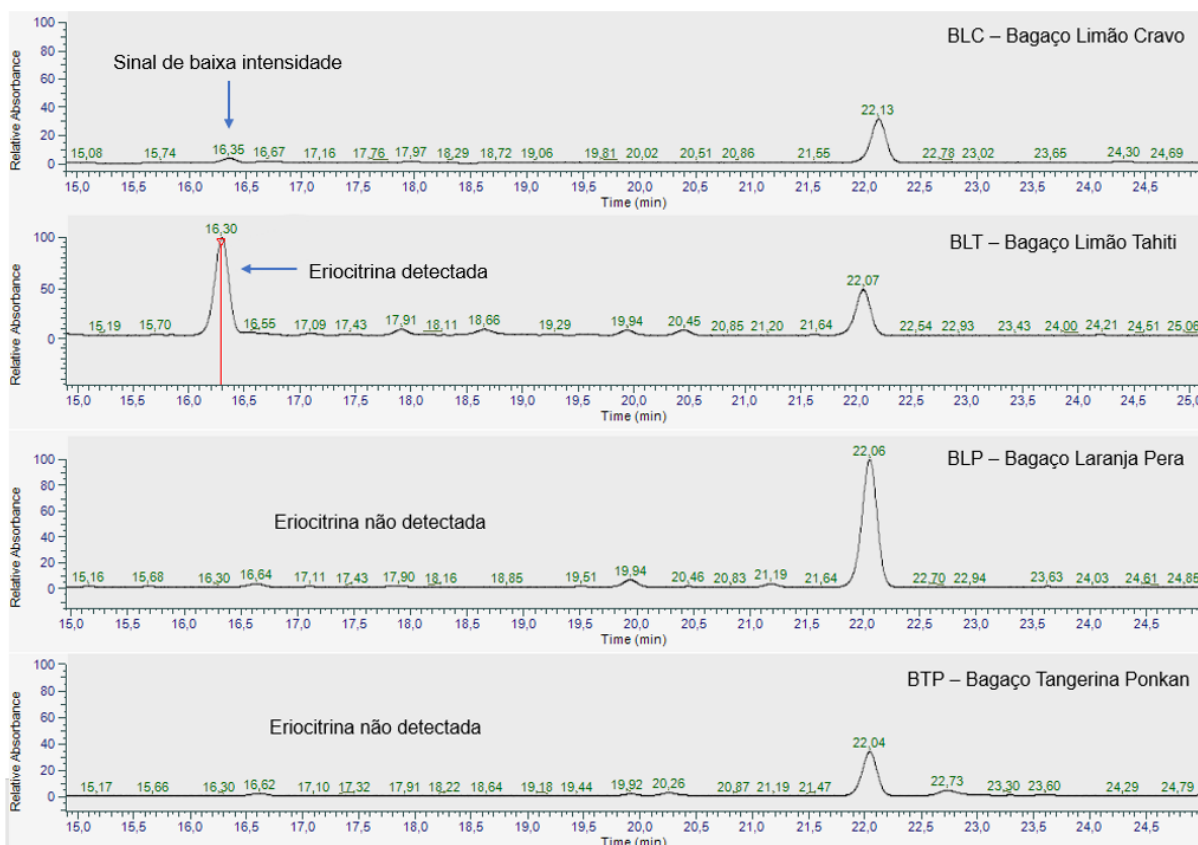 BLC – Bagaço Limão Cravo
Sinal de baixa intensidade
Relative Absorbance
100
80
60
40
20
0
15,08 15,74 16,35 16,67 17,16 17,76 17,97 18,29 18,72 19,06 19,81 20,02 20,51 20,86 21,55 22,13 22,78 23,02 23,65 24,30 24,69
15,0 15,5 16,0 16,5 17,0 17,5 18,0 18,5 19,0 19,5 20,0 20,5 21,0 21,5 22,0 22,5 23,0 23,5 24,0 24,5
Time (min)
BLT – Bagaço Limão Tahiti
Eriocitrina detectada
Relative Absorbance
100
50
0
15,19 15,70 16,30 16,55 17,09 17,43 17,91 18,11 18,66 19,29 19,94 20,45 20,85 21,20 21,64 22,07 22,54 22,93 23,43 24,00 24,21 24,51 25,06
15,0 15,5 16,0 16,5 17,0 17,5 18,0 18,5 19,0 19,5 20,0 20,5 21,0 21,5 22,0 22,5 23,0 23,5 24,0 24,5 25,0
Time (min)
BLP – Bagaço Laranja Pera
Eriocitrina não detectada
Relative Absorbance
100
80
60
40
20
0
15,16 15,68 16,30 16,64 17,11 17,43 17,90 18,16 18,85 19,51 19,94 20,46 20,83 21,19 21,64 22,06 22,70 22,94 23,63 24,03 24,61 24,85
15,0 15,5 16,0 16,5 17,0 17,5 18,0 18,5 19,0 19,5 20,0 20,5 21,0 21,5 22,0 22,5 23,0 23,5 24,0 24,5
Time (min)
BTP – Bagaço Tangerina Ponkan
Eriocitrina não detectada
Relative Absorbance
100
80
60
40
20
0
15,17 15,66 16,30 16,62 17,10 17,32 17,91 18,22 18,64 19,18 19,44 19,92 20,26 20,87 21,19 21,47 22,04 22,73 23,30 23,60 24,29 24,79
15,0 15,5 16,0 16,5 17,0 17,5 18,0 18,5 19,0 19,5 20,0 20,5 21,0 21,5 22,0 22,5 23,0 23,5 24,0 24,5
Time (min)